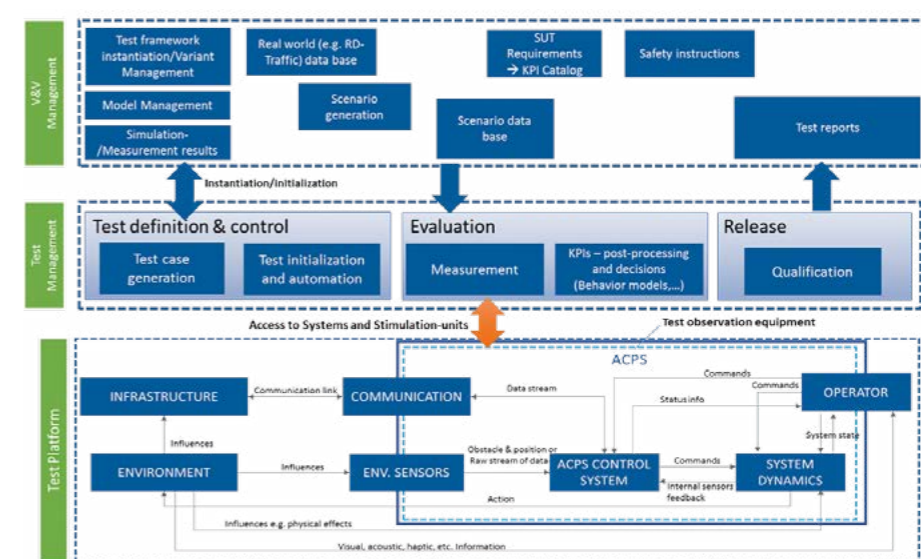 V&V
Management
Test framework
instantiation/Variant
Management
Real world (e.g. RD-
Traffic) data base
SUT
Requirements
→ KPI Catalog
Safety instructions
Model Management
Scenario
generation
Scenario data
base
Test reports
Simulation-
/Measurement results
Instantiation/initialization
Test
Management
Test definition & control
Test case
generation
Test initialization
and automation
Evaluation
Measurement
KPIs – post-processing
and decisions
(Behavior models,...)
Release
Qualification
Access to Systems and Stimulation-units
Test observation equipment
Test Platform
ACPS
INFRASTRUCTURE
Communication link
COMMUNICATION
Data stream
Commands
Commands
Status info
OPERATOR
Influences
System state
ENVIRONMENT
Influences
ENV. SENSORS
Obstacle & position or
Raw stream of data
ACPS CONTROL
SYSTEM
Commands
Internal sensors
feedback
SYSTEM
DYNAMICS
Action
Influences e.g. physical effects
Visual, acoustic, haptic, etc. Information